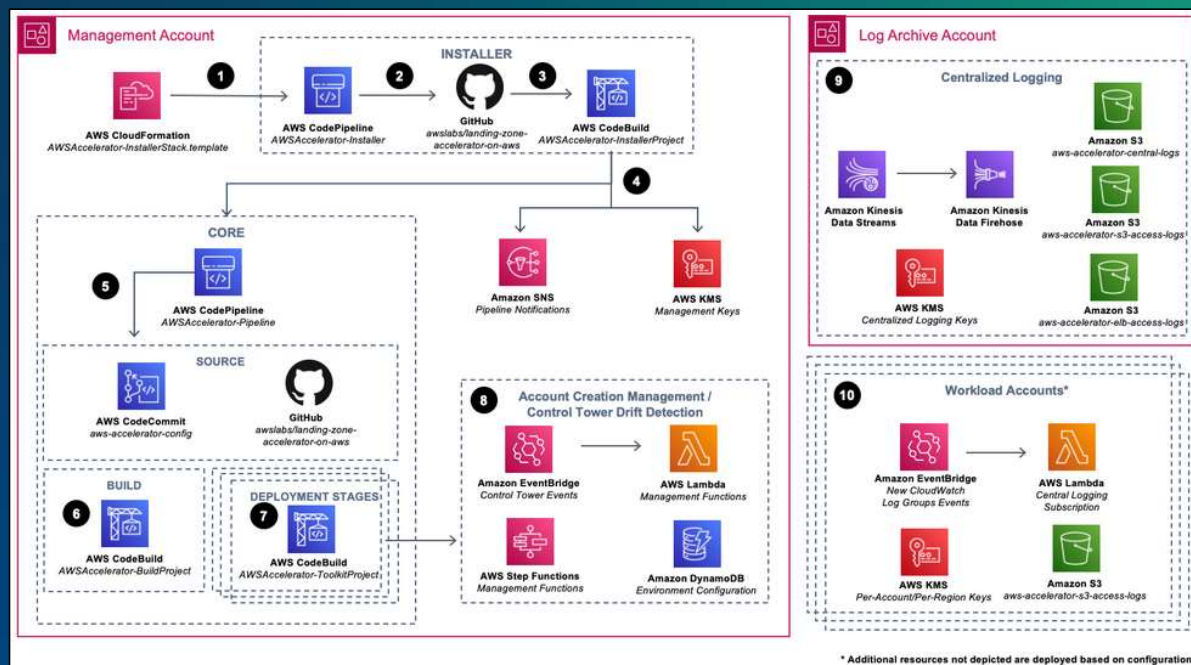 Management Account
INSTALLER
1
2
3
AWS CloudFormation
AWSAccelerator-InstallerStack.template
AWS CodePipeline
AWSAccelerator-Installer
GitHub
awslabs/landing-zone-
accelerator-on-aws
AWS CodeBuild
AWSAccelerator-InstallerProject
4
CORE
5
AWS CodePipeline
AWSAccelerator-Pipeline
Amazon SNS
Pipeline Notifications
AWS KMS
Management Keys
SOURCE
AWS CodeCommit
aws-accelerator-config
GitHub
awslabs/landing-zone-
accelerator-on-aws
BUILD
6
AWS CodeBuild
AWSAccelerator-BuildProject
DEPLOYMENT STAGES
7
AWS CodeBuild
AWSAccelerator-ToolkitProject
8
Account Creation Management /
Control Tower Drift Detection
Amazon EventBridge
Control Tower Events
AWS Lambda
Management Functions
AWS Step Functions
Management Functions
Amazon DynamoDB
Environment Configuration
Log Archive Account
9
Centralized Logging
Amazon S3
aws-accelerator-central-logs
Amazon Kinesis
Data Streams
Amazon Kinesis
Data Firehose
Amazon S3
aws-accelerator-s3-access-logs
AWS KMS
Centralized Logging Keys
Amazon S3
aws-accelerator-elb-access-logs
10
Workload Accounts*
Amazon EventBridge
New CloudWatch
Log Groups Events
AWS Lambda
Central Logging
Subscription
AWS KMS
Per-Account/Per-Region Keys
Amazon S3
aws-accelerator-s3-access-logs
* Additional resources not depicted are deployed based on configuration